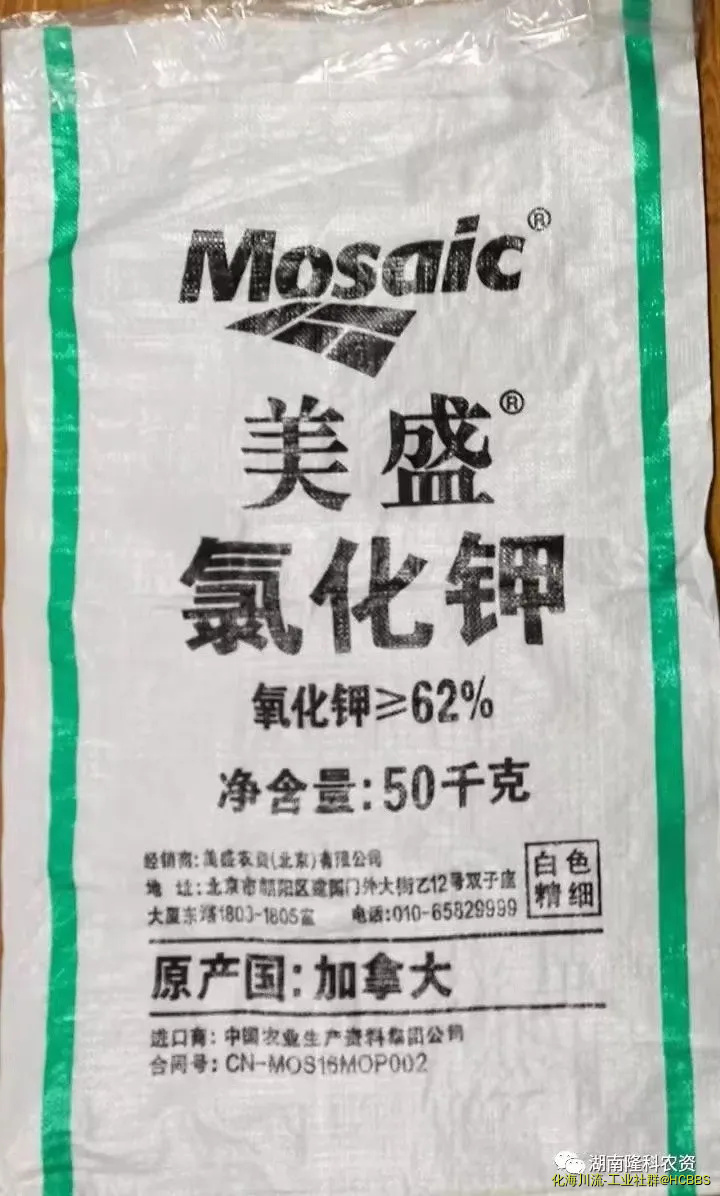 Mosaic®
美盛®
氯化钾
氧化钾≥62%
净含量:50千克
经销商:美盛农资(北京)有限公司
地 址:北京市朝阳区建国门外大街乙12号双子座
大厦东塔1803-1805室 电话:010-65829999
白色
精细
原产国:加拿大
进口商:中国农业生产资料集团公司
合同号:CN-MOS16MOP002
湖南隆科农资
化海川流-工业社群@HCBBS